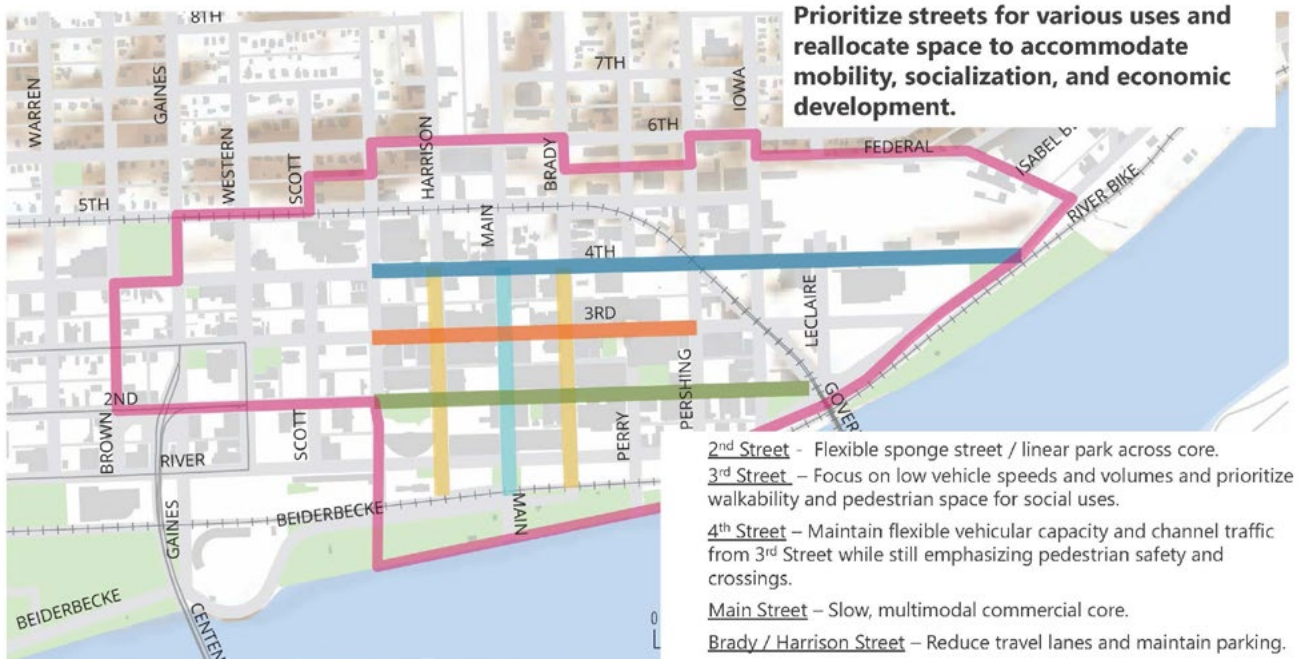 Prioritize streets for various uses and
reallocate space to accommodate
mobility, socialization, and economic
development.
8TH
7TH
6TH
WARREN
GAINES
WESTERN
SCOTT
HARRISON
BRADY
IOWA
FEDERAL
ISABEL B
RIVER BIKE
5TH
MAIN
4TH
3RD
LECLAIRE
PERSHING
2ND
BROWN
SCOTT
PERRY
GOVER
RIVER
GAINES
BEIDERBECKE
MAIN
BEIDERBECKE
CENTEN
0
2nd Street - Flexible sponge street / linear park across core.
3rd Street – Focus on low vehicle speeds and volumes and prioritize
walkability and pedestrian space for social uses.
4th Street – Maintain flexible vehicular capacity and channel traffic
from 3rd Street while still emphasizing pedestrian safety and
crossings.
Main Street – Slow, multimodal commercial core.
Brady / Harrison Street – Reduce travel lanes and maintain parking.